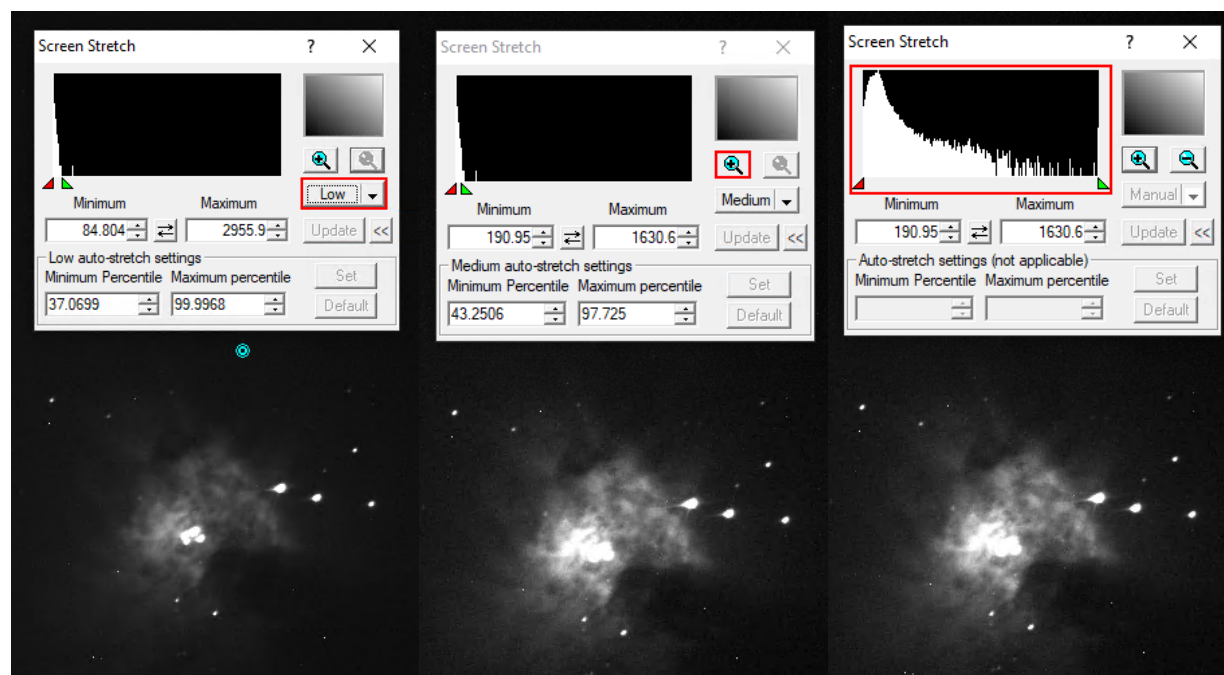 Screen Stretch ?
Low
Minimum Maximum
84.804 2955.9 Update <<
Low auto-stretch settings
Minimum Percentile Maximum percentile Set
37.0699 99.9968 Default
Screen Stretch ?
Medium
Minimum Maximum
190.95 1630.6 Update <<
Medium auto-stretch settings
Minimum Percentile Maximum percentile Set
43.2506 97.725 Default
Screen Stretch ?
Manual
Minimum Maximum
190.95 1630.6 Update <<
Auto-stretch settings (not applicable)
Minimum Percentile Maximum percentile Set
Default